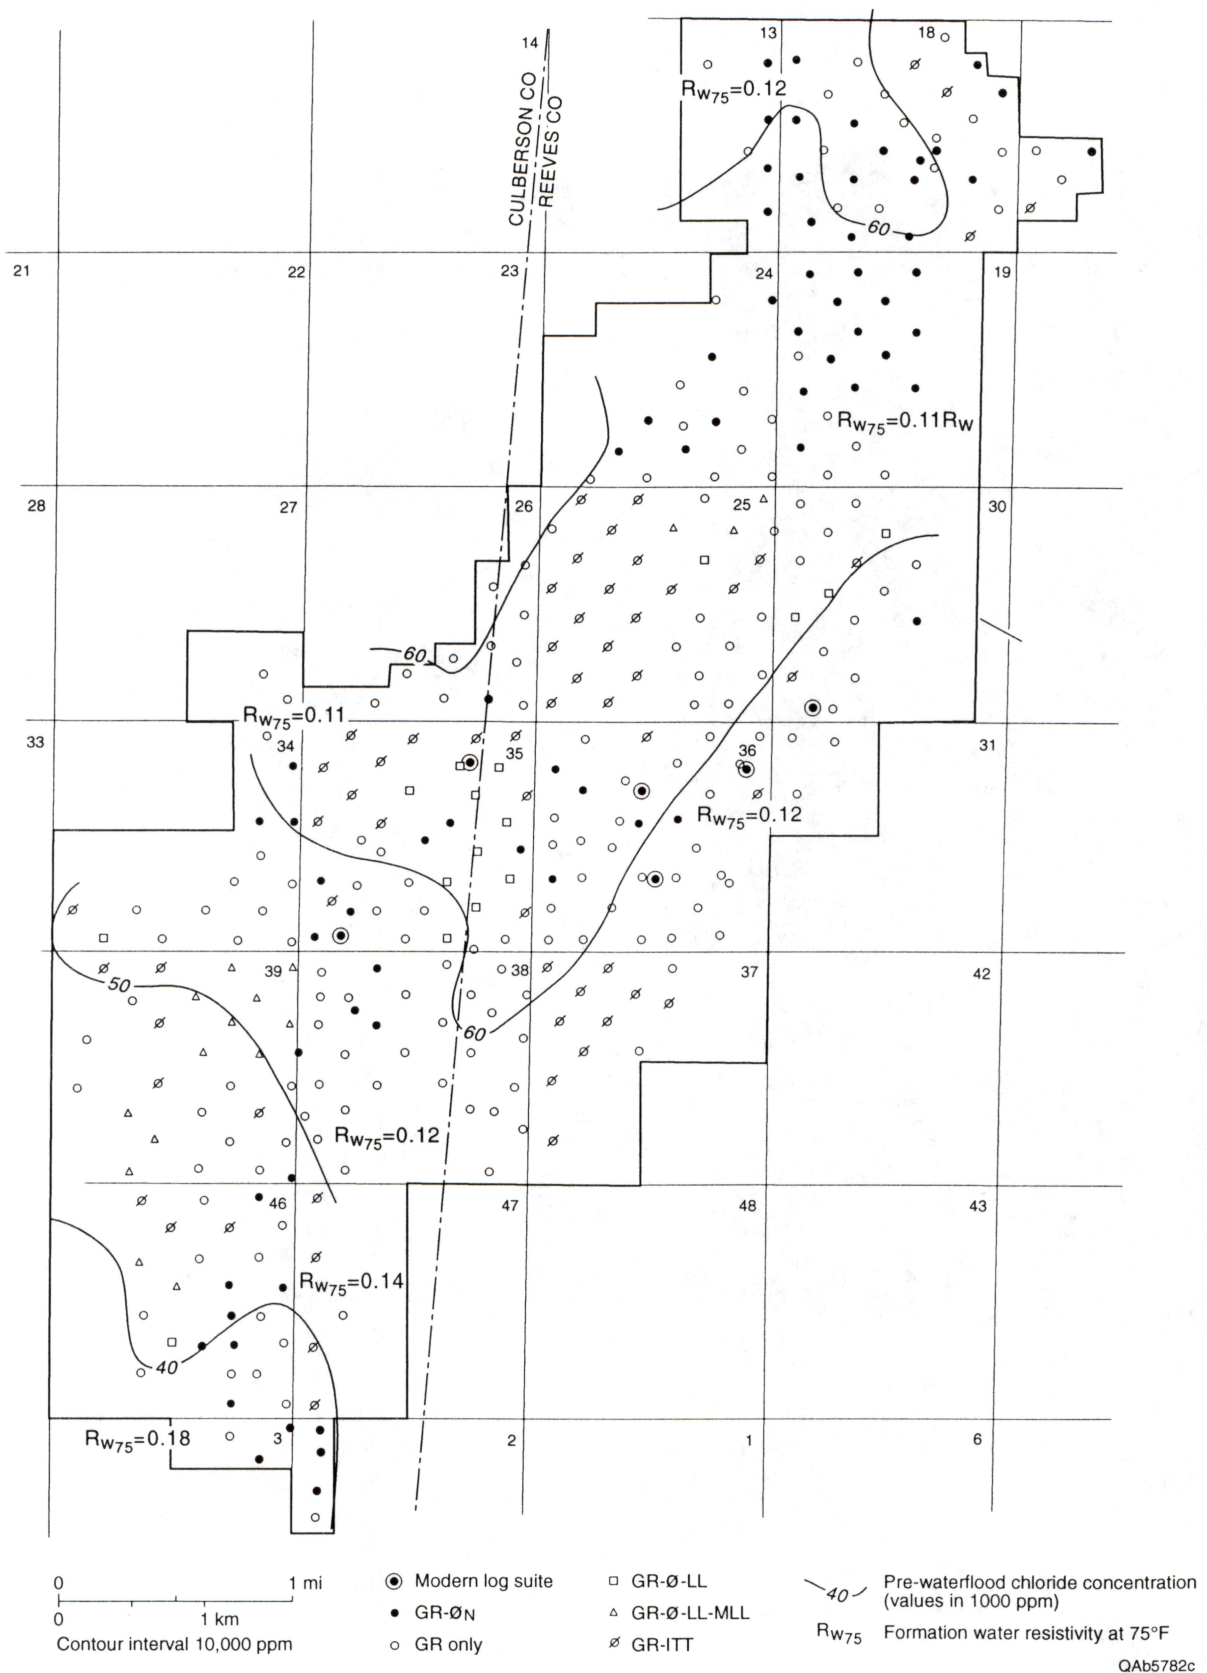 14
13
18
CULBERSON CO
REEVES CO
Rw75=0.12
60
21
22
23
24
19
Rw75=0.11Rw
28
27
26
25
30
60
Rw75=0.11
33
34
35
36
31
Rw75=0.12
50
39
38
37
42
60
Rw75=0.12
46
47
48
43
Rw75=0.14
40
Rw75=0.18
3
2
1
6
0 1 mi
0 1 km
Contour interval 10,000 ppm
Modern log suite
GR-ØN
GR only
GR-Ø-LL
GR-Ø-LL-MLL
GR-ITT
40
Pre-waterflood chloride concentration
(values in 1000 ppm)
Rw75 Formation water resistivity at 75°F
QAb5782c